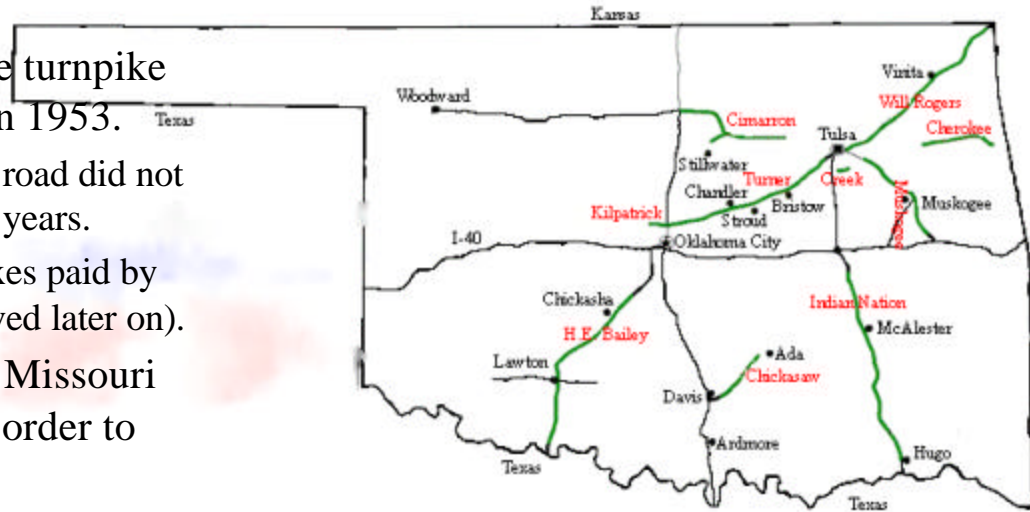 e turnpike
n 1953.
road did not
years.
xes paid by
ved later on).
Missouri
order to
Kansas
Texas
Woodward
Vinita
Will Rogers
Cimarron
Cherokee
Tulsa
Stillwater
Turner
Creek
Chandler
Bristow
Muskogee
Muskogee
Kilpatrick
Stroud
Oklahoma City
I-40
Chickasha
Indian Nation
H.E. Bailey
McAlester
Lawton
Ada
Chickasaw
Davis
Ardmore
Hugo
Texas
Texas